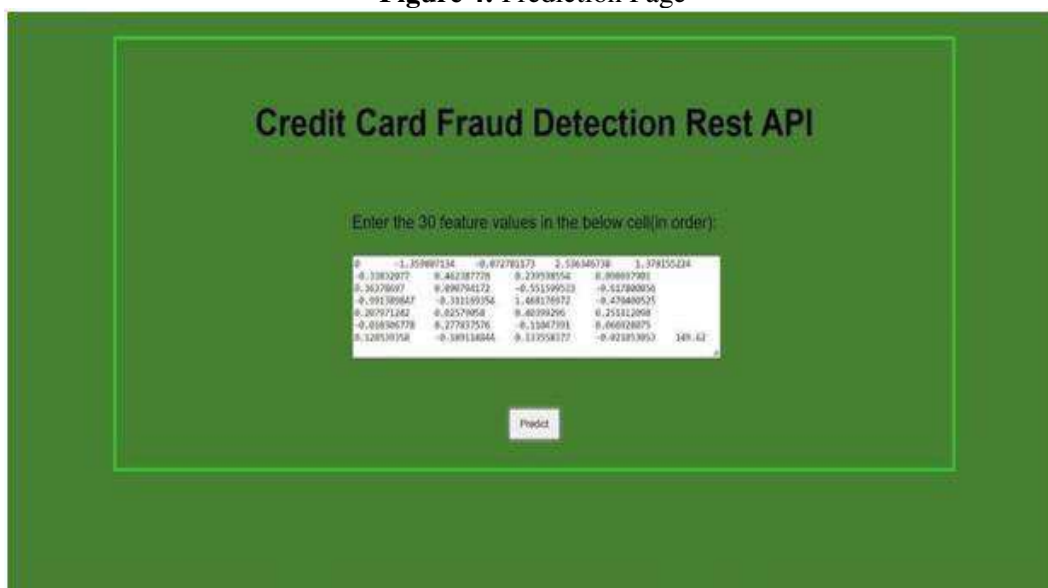 Figure 4: Prediction Page
Credit Card Fraud Detection Rest API
Enter the 30 feature values in the below cell(in order):
0 -1.359807134 -0.072781173 2.536346738 1.378155224
-0.33832077 0.462387778 0.239598554 0.098697901
0.36378697 0.090794172 -0.551599533 -0.617800856
-0.991389847 -0.311169354 1.468176972 -0.470400525
0.207971242 0.02579058 0.40399296 0.251412098
-0.018306778 0.277837576 -0.11047391 0.066928075
0.128539358 -0.189114844 0.133558377 -0.021053053 149.62
Predict